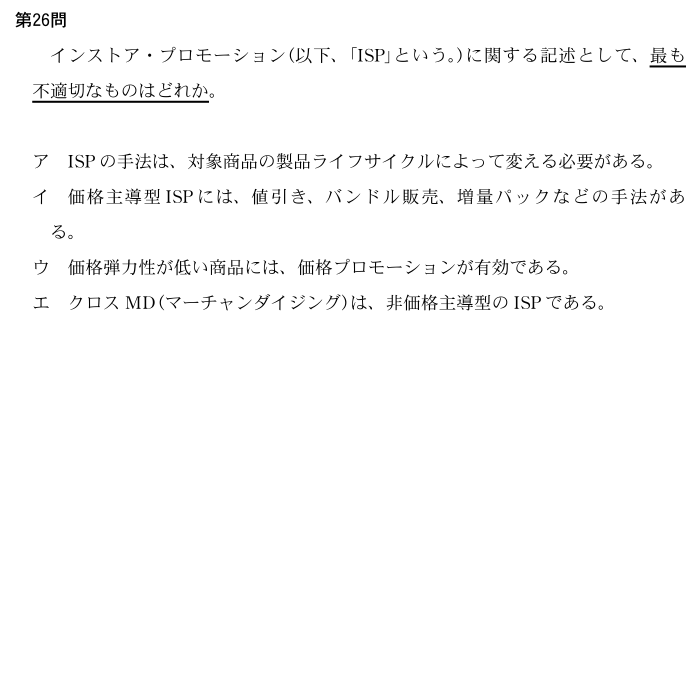 第26問
インストア・プロモーション(以下、「ISP」という。)に関する記述として、最も
不適切なものはどれか。
ア ISPの手法は、対象商品の製品ライフサイクルによって変える必要がある。
イ 価格主導型ISPには、値引き、バンドル販売、増量パックなどの手法があ
る。
ウ 価格弾力性が低い商品には、価格プロモーションが有効である。
エ クロスMD(マーチャンダイジング)は、非価格主導型のISPである。